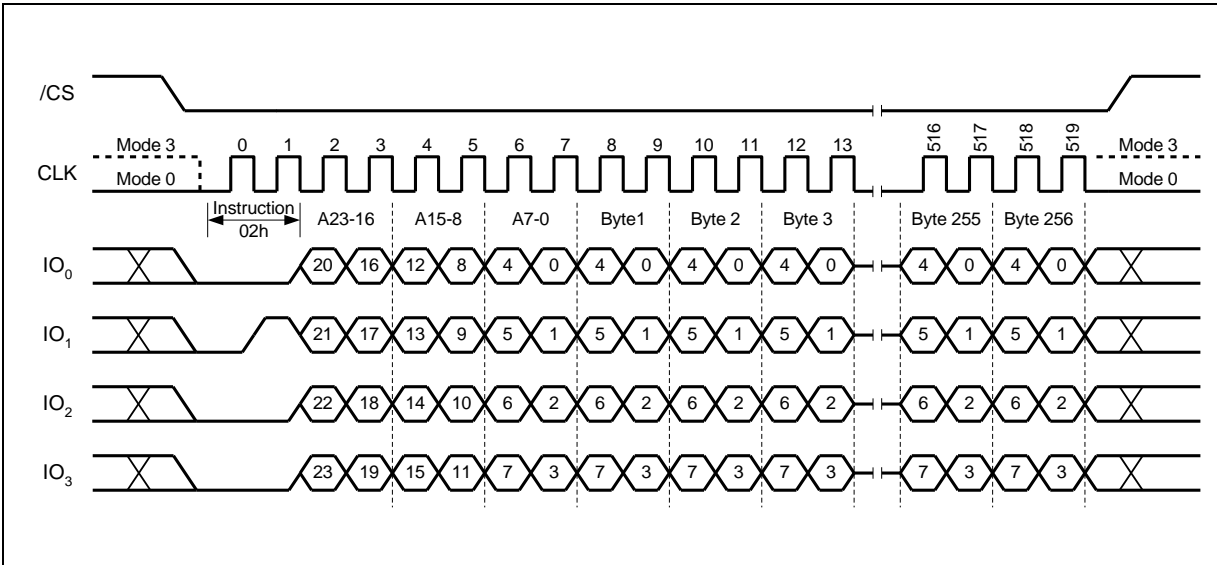 /CS
0 1 2 3 4 5 6 7 8 9 10 11 12 13 516 517 518 519
Mode 3 Mode 3
CLK
Mode 0 Mode 0
Instruction
02h
A23-16 A15-8 A7-0 Byte1 Byte 2 Byte 3 Byte 255 Byte 256
IO0 20 16 12 8 4 0 4 0 4 0 4 0 4 0 4 0
IO1 21 17 13 9 5 1 5 1 5 1 5 1 5 1 5 1
IO2 22 18 14 10 6 2 6 2 6 2 6 2 6 2 6 2
IO3 23 19 15 11 7 3 7 3 7 3 7 3 7 3 7 3